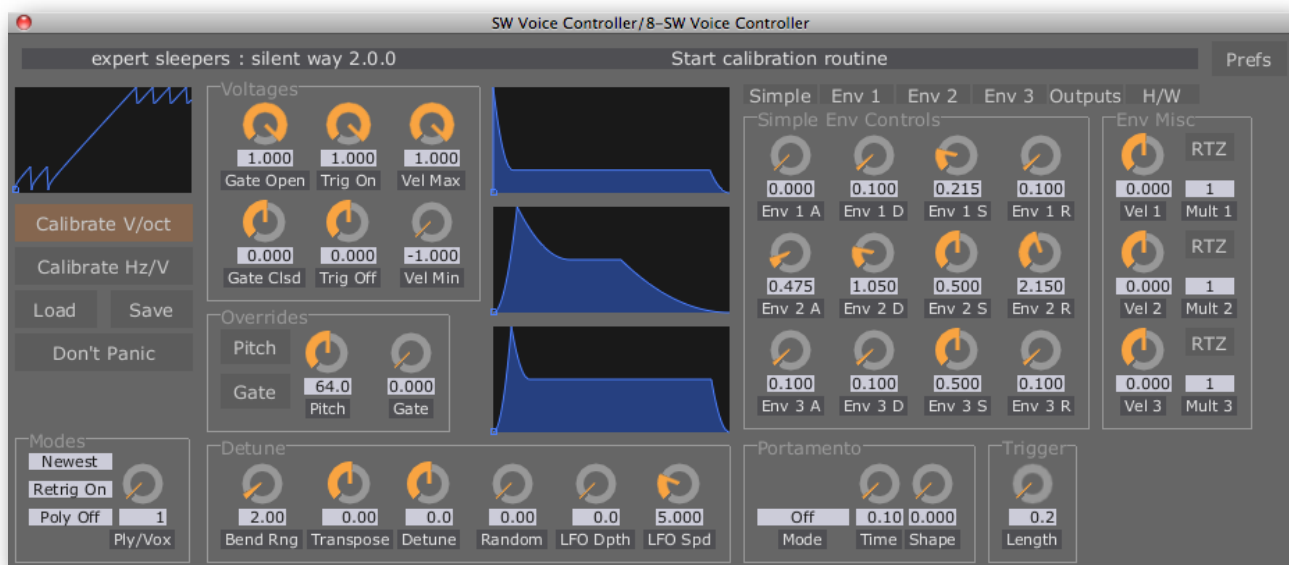 SW Voice Controller/8-SW Voice Controller
expert sleepers : silent way 2.0.0 Start calibration routine Prefs
Calibrate V/oct
Calibrate Hz/V
Load Save
Don't Panic
Voltages
1.000 1.000 1.000
Gate Open Trig On Vel Max
0.000 0.000 -1.000
Gate Clsd Trig Off Vel Min
Overrides
Pitch
Gate
64.0 0.000
Pitch Gate
Simple Env 1 Env 2 Env 3 Outputs H/W
Simple Env Controls
0.000 0.100 0.215 0.100
Env 1 A Env 1 D Env 1 S Env 1 R
0.475 1.050 0.500 2.150
Env 2 A Env 2 D Env 2 S Env 2 R
0.100 0.100 0.500 0.100
Env 3 A Env 3 D Env 3 S Env 3 R
Env Misc
RTZ
0.000 1
Vel 1 Mult 1
RTZ
0.000 1
Vel 2 Mult 2
RTZ
0.000 1
Vel 3 Mult 3
Modes
Newest
Retrig On
Poly Off 1
Ply/Vox
Detune
2.00 0.00 0.0 0.00 0.0 5.000
Bend Rng Transpose Detune Random LFO Dpth LFO Spd
Portamento
Off 0.10 0.000
Mode Time Shape
Trigger
0.2
Length